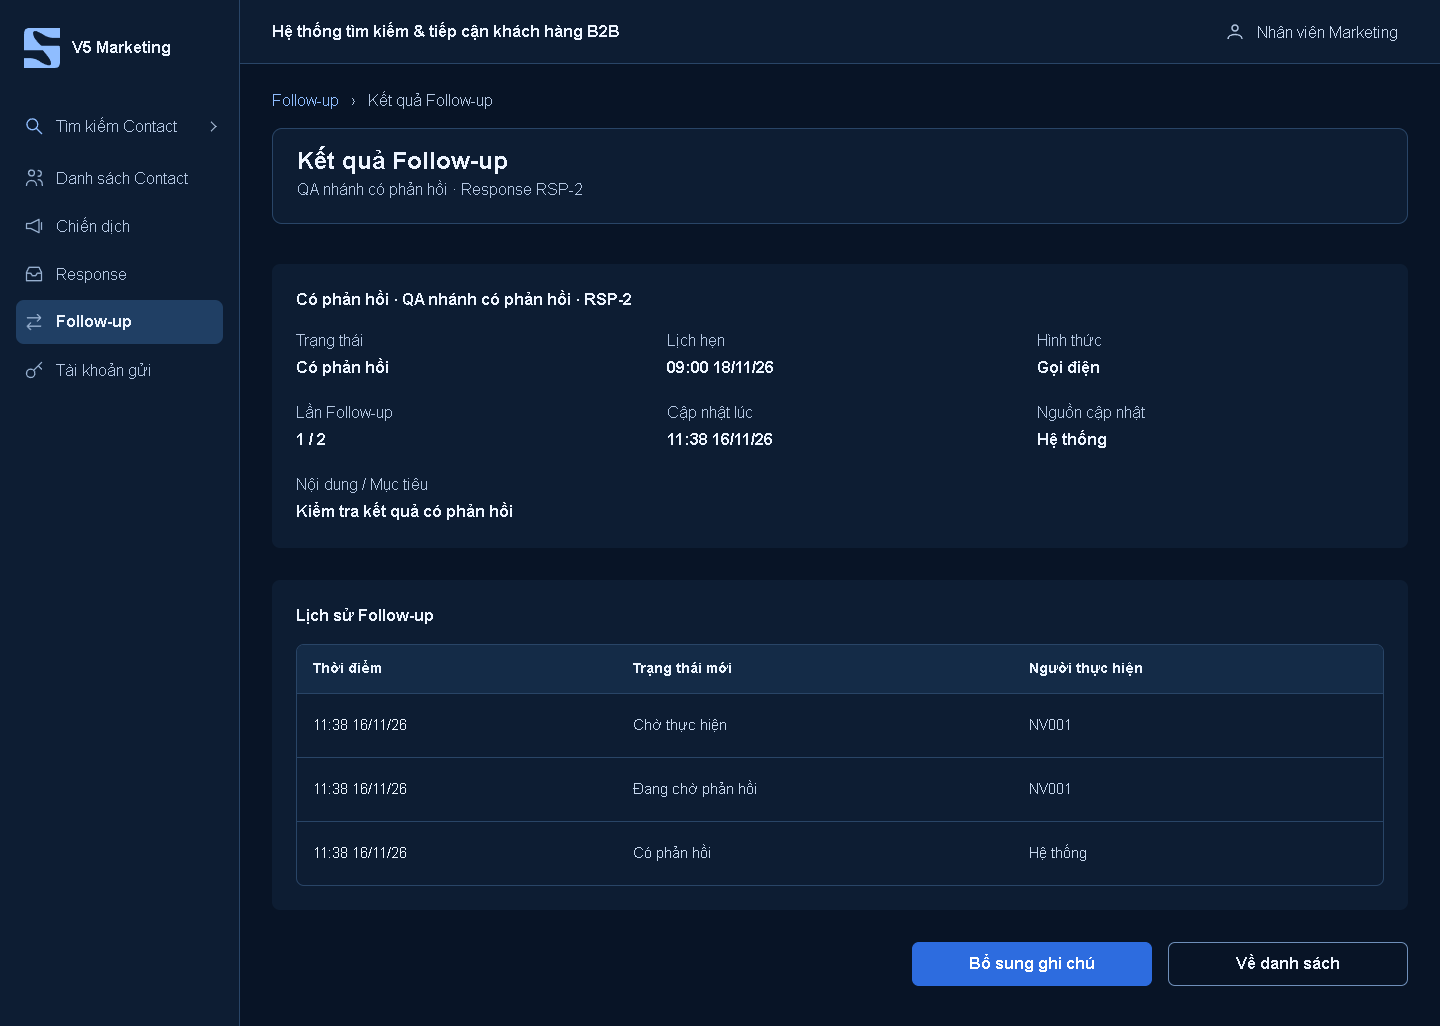 V5 Marketing
Hệ thống tìm kiếm & tiếp cận khách hàng B2B
Nhân viên Marketing
Tìm kiếm Contact
Danh sách Contact
Chiến dịch
Response
Follow-up
Tài khoản gửi
Follow-up › Kết quả Follow-up
Kết quả Follow-up
QA nhánh có phản hồi · Response RSP-2
Có phản hồi · QA nhánh có phản hồi · RSP-2
Trạng thái Lịch hẹn Hình thức
Có phản hồi 09:00 18/11/26 Gọi điện
Lần Follow-up Cập nhật lúc Nguồn cập nhật
1 / 2 11:38 16/11/26 Hệ thống
Nội dung / Mục tiêu
Kiểm tra kết quả có phản hồi
Lịch sử Follow-up
Thời điểm Trạng thái mới Người thực hiện
11:38 16/11/26 Chờ thực hiện NV001
11:38 16/11/26 Đang chờ phản hồi NV001
11:38 16/11/26 Có phản hồi Hệ thống
Bổ sung ghi chú Về danh sách